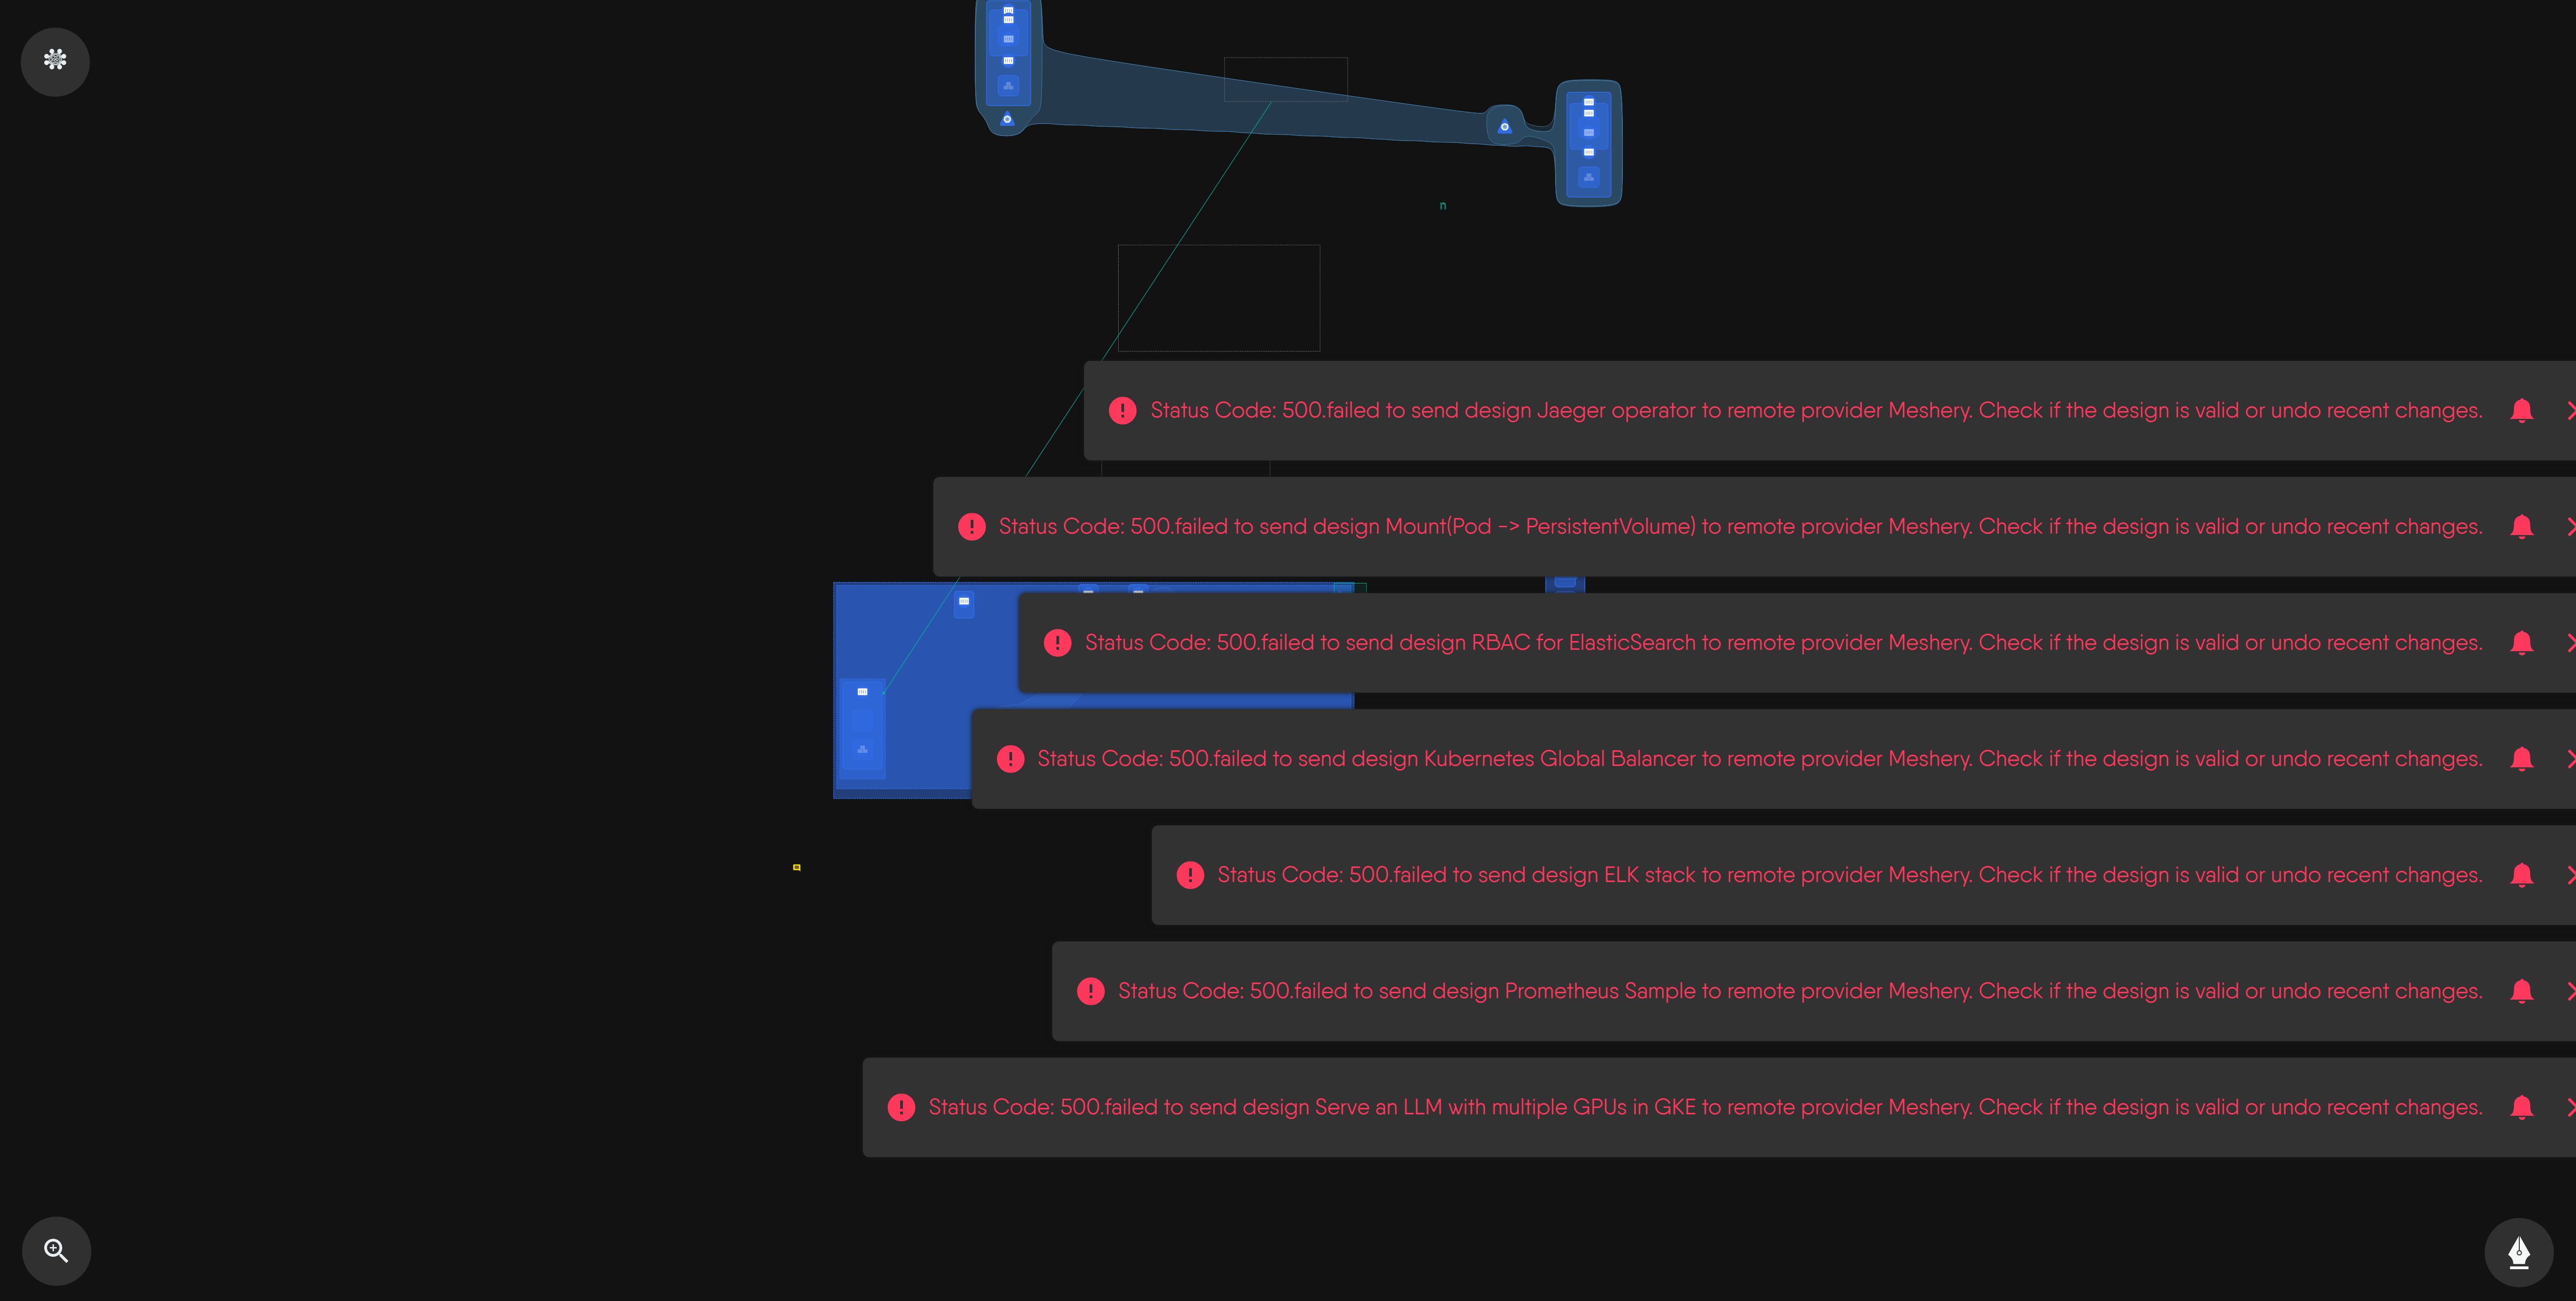 n
Status Code: 500.failed to send design Jaeger operator to remote provider Meshery. Check if the design is valid or undo recent changes.
Status Code: 500.failed to send design Mount(Pod -> PersistentVolume) to remote provider Meshery. Check if the design is valid or undo recent changes.
Status Code: 500.failed to send design RBAC for ElasticSearch to remote provider Meshery. Check if the design is valid or undo recent changes.
Status Code: 500.failed to send design Kubernetes Global Balancer to remote provider Meshery. Check if the design is valid or undo recent changes.
Status Code: 500.failed to send design ELK stack to remote provider Meshery. Check if the design is valid or undo recent changes.
Status Code: 500.failed to send design Prometheus Sample to remote provider Meshery. Check if the design is valid or undo recent changes.
Status Code: 500.failed to send design Serve an LLM with multiple GPUs in GKE to remote provider Meshery. Check if the design is valid or undo recent changes.